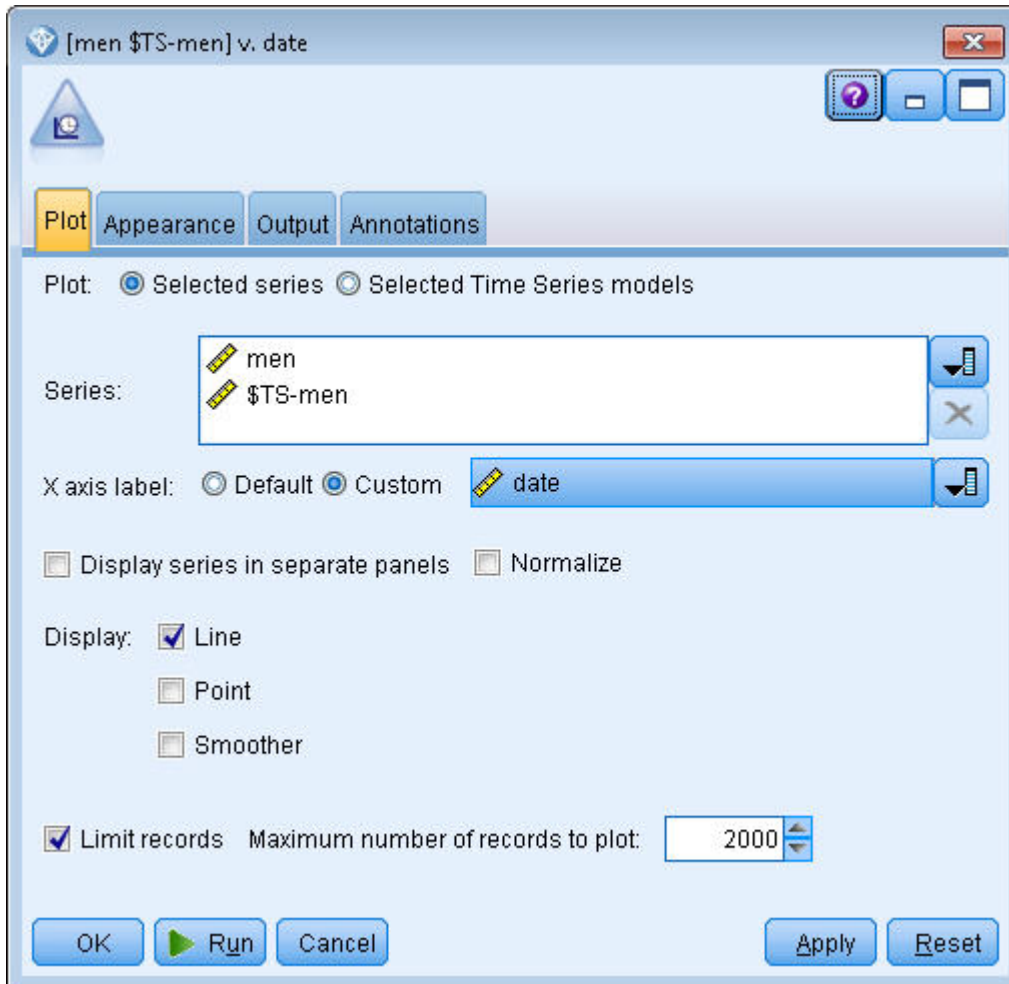 [men $TS-men] v. date
Plot Appearance Output Annotations
Plot: Selected series Selected Time Series models
Series:
men
$TS-men
X axis label: Default Custom date
Display series in separate panels Normalize
Display: Line
Point
Smoother
Limit records Maximum number of records to plot: 2000
OK Run Cancel Apply Reset